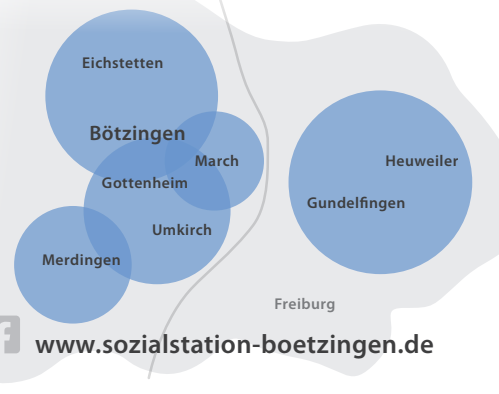 Eichstetten
Bötzingen
March
Heuweiler
Gottenheim
Gundelfingen
Umkirch
Merdingen
Freiburg
www.sozialstation-boetzingen.de